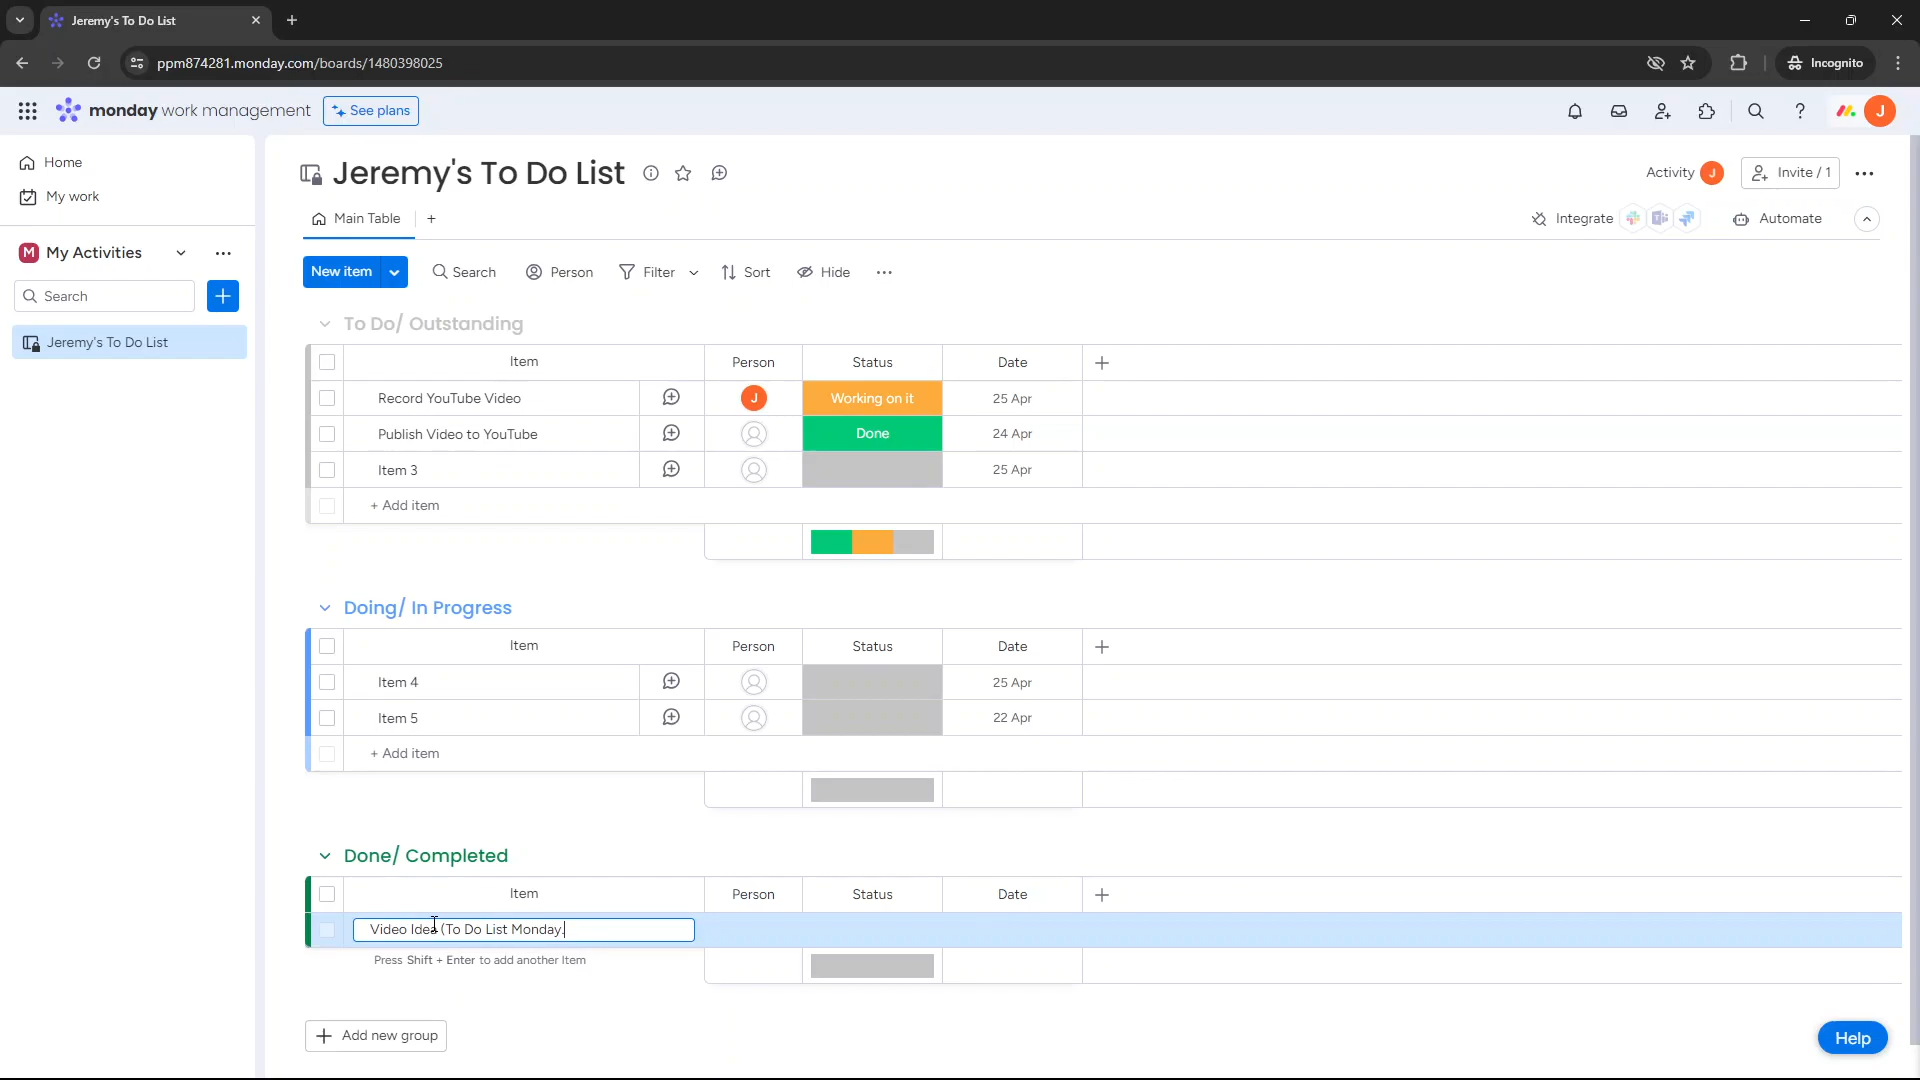 Jeremy's To Do List
ppm874281.monday.com/boards/1480398025
Incognito
monday work management
See plans
J
Home
My work
M My Activities
Search
Jeremy's To Do List
Jeremy's To Do List
Activity J
Invite / 1
Main Table
Integrate
Automate
New item
Search
Person
Filter
Sort
Hide
To Do/ Outstanding
Item Person Status Date
Record YouTube Video J Working on it 25 Apr
Publish Video to YouTube Done 24 Apr
Item 3 25 Apr
+ Add item
Doing/ In Progress
Item Person Status Date
Item 4 25 Apr
Item 5 22 Apr
+ Add item
Done/ Completed
Item Person Status Date
Video Idea (To Do List Monday.
Press Shift + Enter to add another Item
Add new group
Help